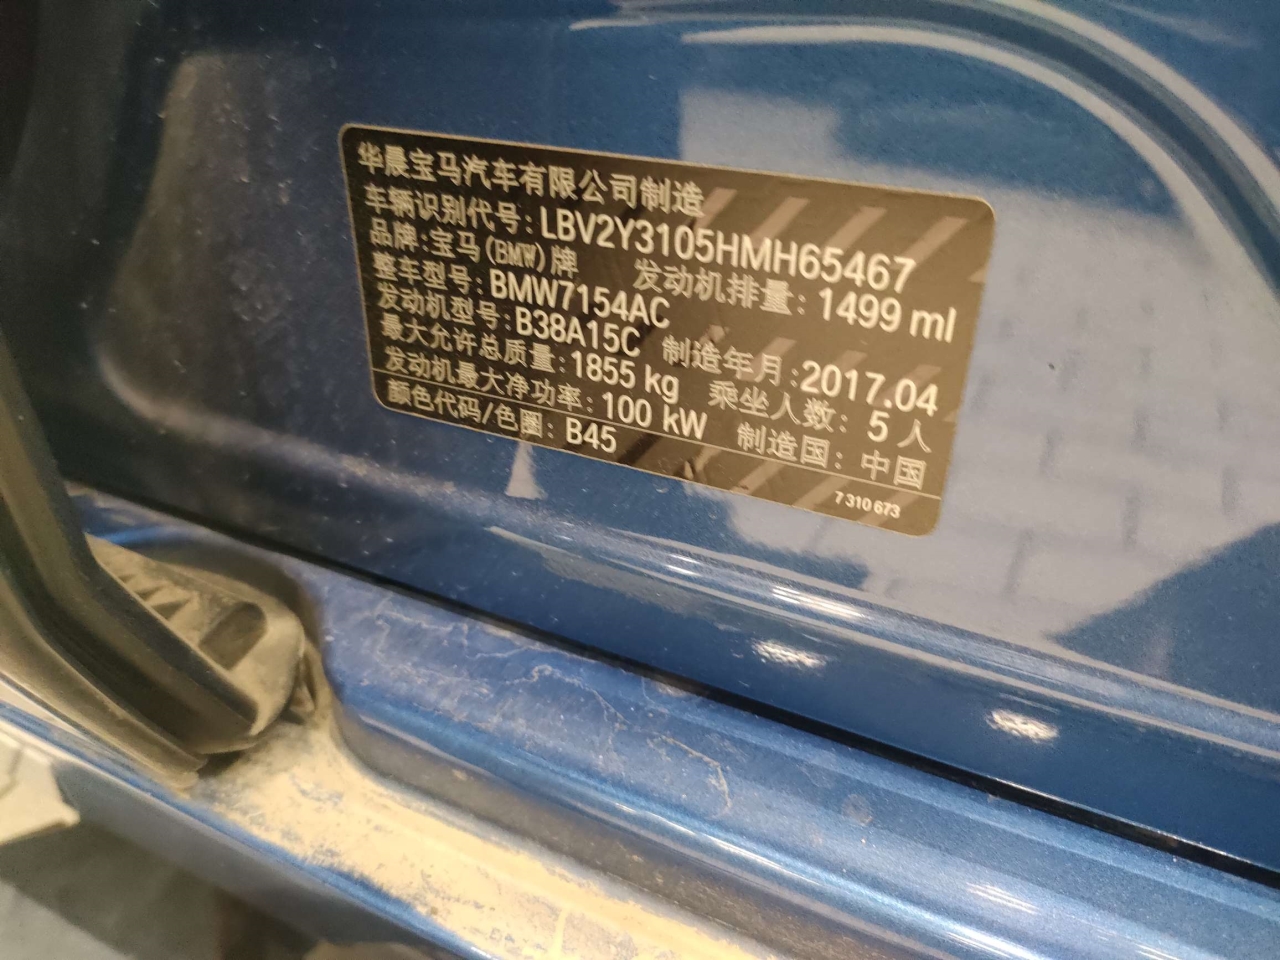 华晨宝马汽车有限公司制造
车辆识别代号: LBV2Y3105HMH65467
品牌: 宝马(BMW)牌 发动机排量: 1499 ml
整车型号: BMW7154AC
发动机型号: B38A15C 制造年月: 2017.04
最大允许总质量: 1855 kg 乘坐人数: 5 人
发动机最大净功率: 100 kW 制造国: 中国
颜色代码/色圈: B45
7 310 673